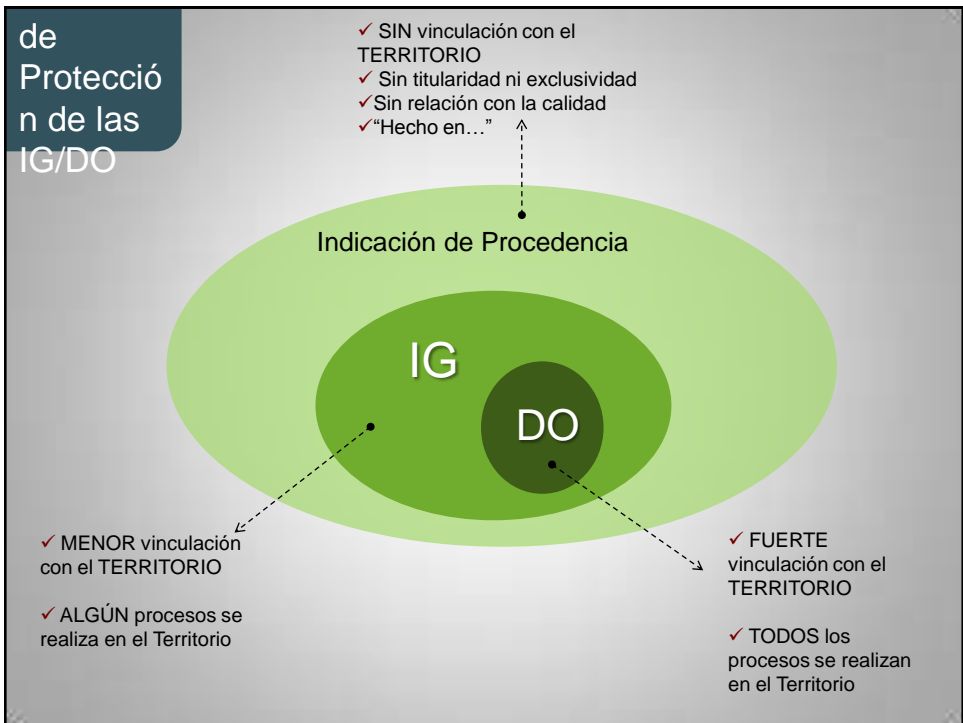 de
Protecció
n de las
IG/DO
✓ SIN vinculación con el
TERRITORIO
✓ Sin titularidad ni exclusividad
✓Sin relación con la calidad
✓“Hecho en…”
Indicación de Procedencia
IG
DO
✓ MENOR vinculación
con el TERRITORIO
✓ ALGÚN procesos se
realiza en el Territorio
✓ FUERTE
vinculación con el
TERRITORIO
✓ TODOS los
procesos se realizan
en el Territorio